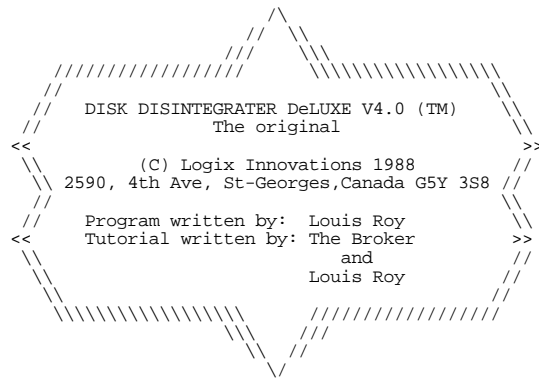 DISK DISINTEGRATER DeLUXE V4.0 (TM)
The original
(C) Logix Innovations 1988
2590, 4th Ave, St-Georges,Canada G5Y 3S8
Program written by: Louis Roy
Tutorial written by: The Broker
and
Louis Roy